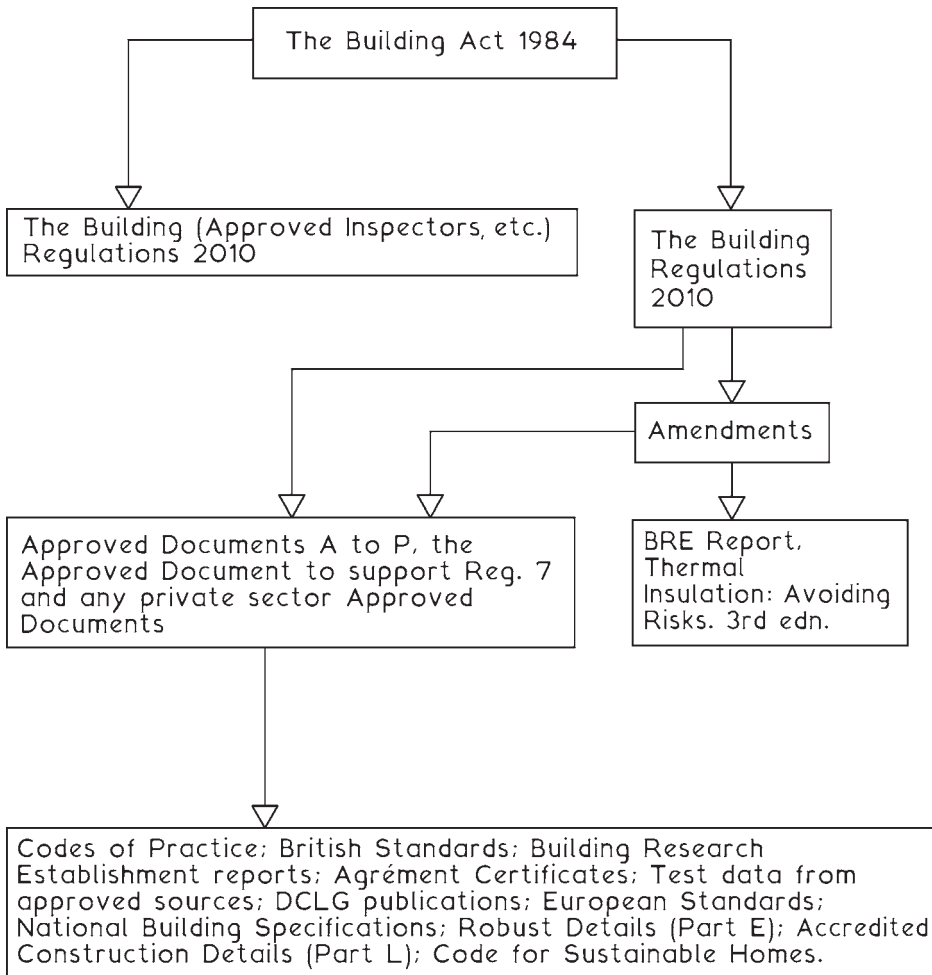 The Building Act 1984
The Building (Approved Inspectors, etc.)
Regulations 2010
The Building
Regulations
2010
Amendments
Approved Documents A to P, the
Approved Document to support Reg. 7
and any private sector Approved
Documents
BRE Report,
Thermal
Insulation: Avoiding
Risks. 3rd edn.
Codes of Practice; British Standards; Building Research
Establishment reports; Agrément Certificates; Test data from
approved sources; DCLG publications; European Standards;
National Building Specifications; Robust Details (Part E); Accredited
Construction Details (Part L); Code for Sustainable Homes.